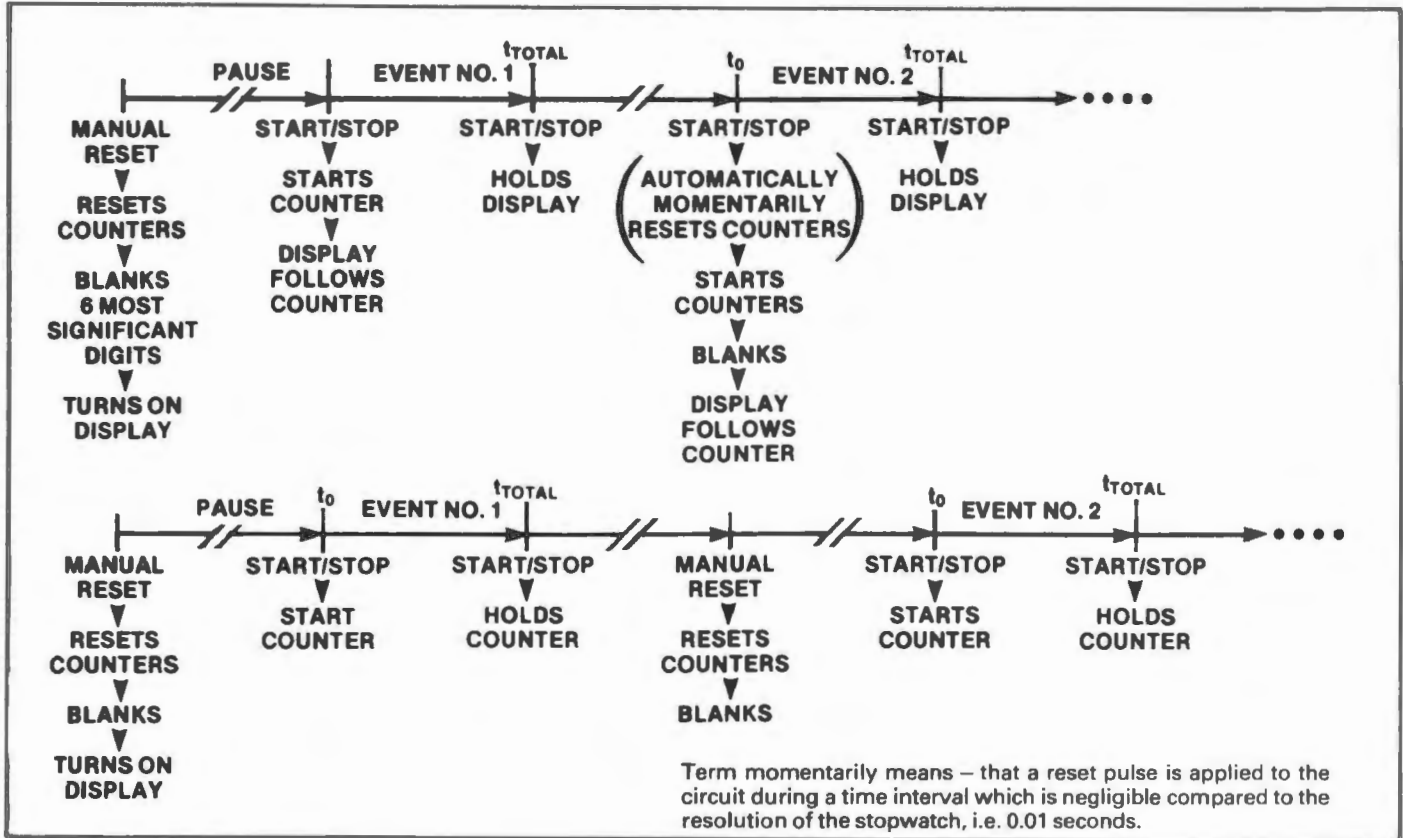 PAUSE
EVENT NO. 1
tTOTAL
t0
EVENT NO. 2
tTOTAL
MANUAL
RESET
RESETS
COUNTERS
BLANKS
6 MOST
SIGNIFICANT
DIGITS
TURNS ON
DISPLAY
START/STOP
STARTS
COUNTER
DISPLAY
FOLLOWS
COUNTER
START/STOP
HOLDS
DISPLAY
START/STOP
(AUTOMATICALLY
MOMENTARILY
RESETS COUNTERS)
STARTS
COUNTERS
BLANKS
DISPLAY
FOLLOWS
COUNTER
START/STOP
HOLDS
DISPLAY
PAUSE
t0
EVENT NO. 1
tTOTAL
t0
EVENT NO. 2
tTOTAL
MANUAL
RESET
RESETS
COUNTERS
BLANKS
TURNS ON
DISPLAY
START/STOP
START
COUNTER
START/STOP
HOLDS
COUNTER
MANUAL
RESET
RESETS
COUNTERS
BLANKS
START/STOP
STARTS
COUNTER
START/STOP
HOLDS
COUNTER
Term momentarily means – that a reset pulse is applied to the
circuit during a time interval which is negligible compared to the
resolution of the stopwatch, i.e. 0.01 seconds.